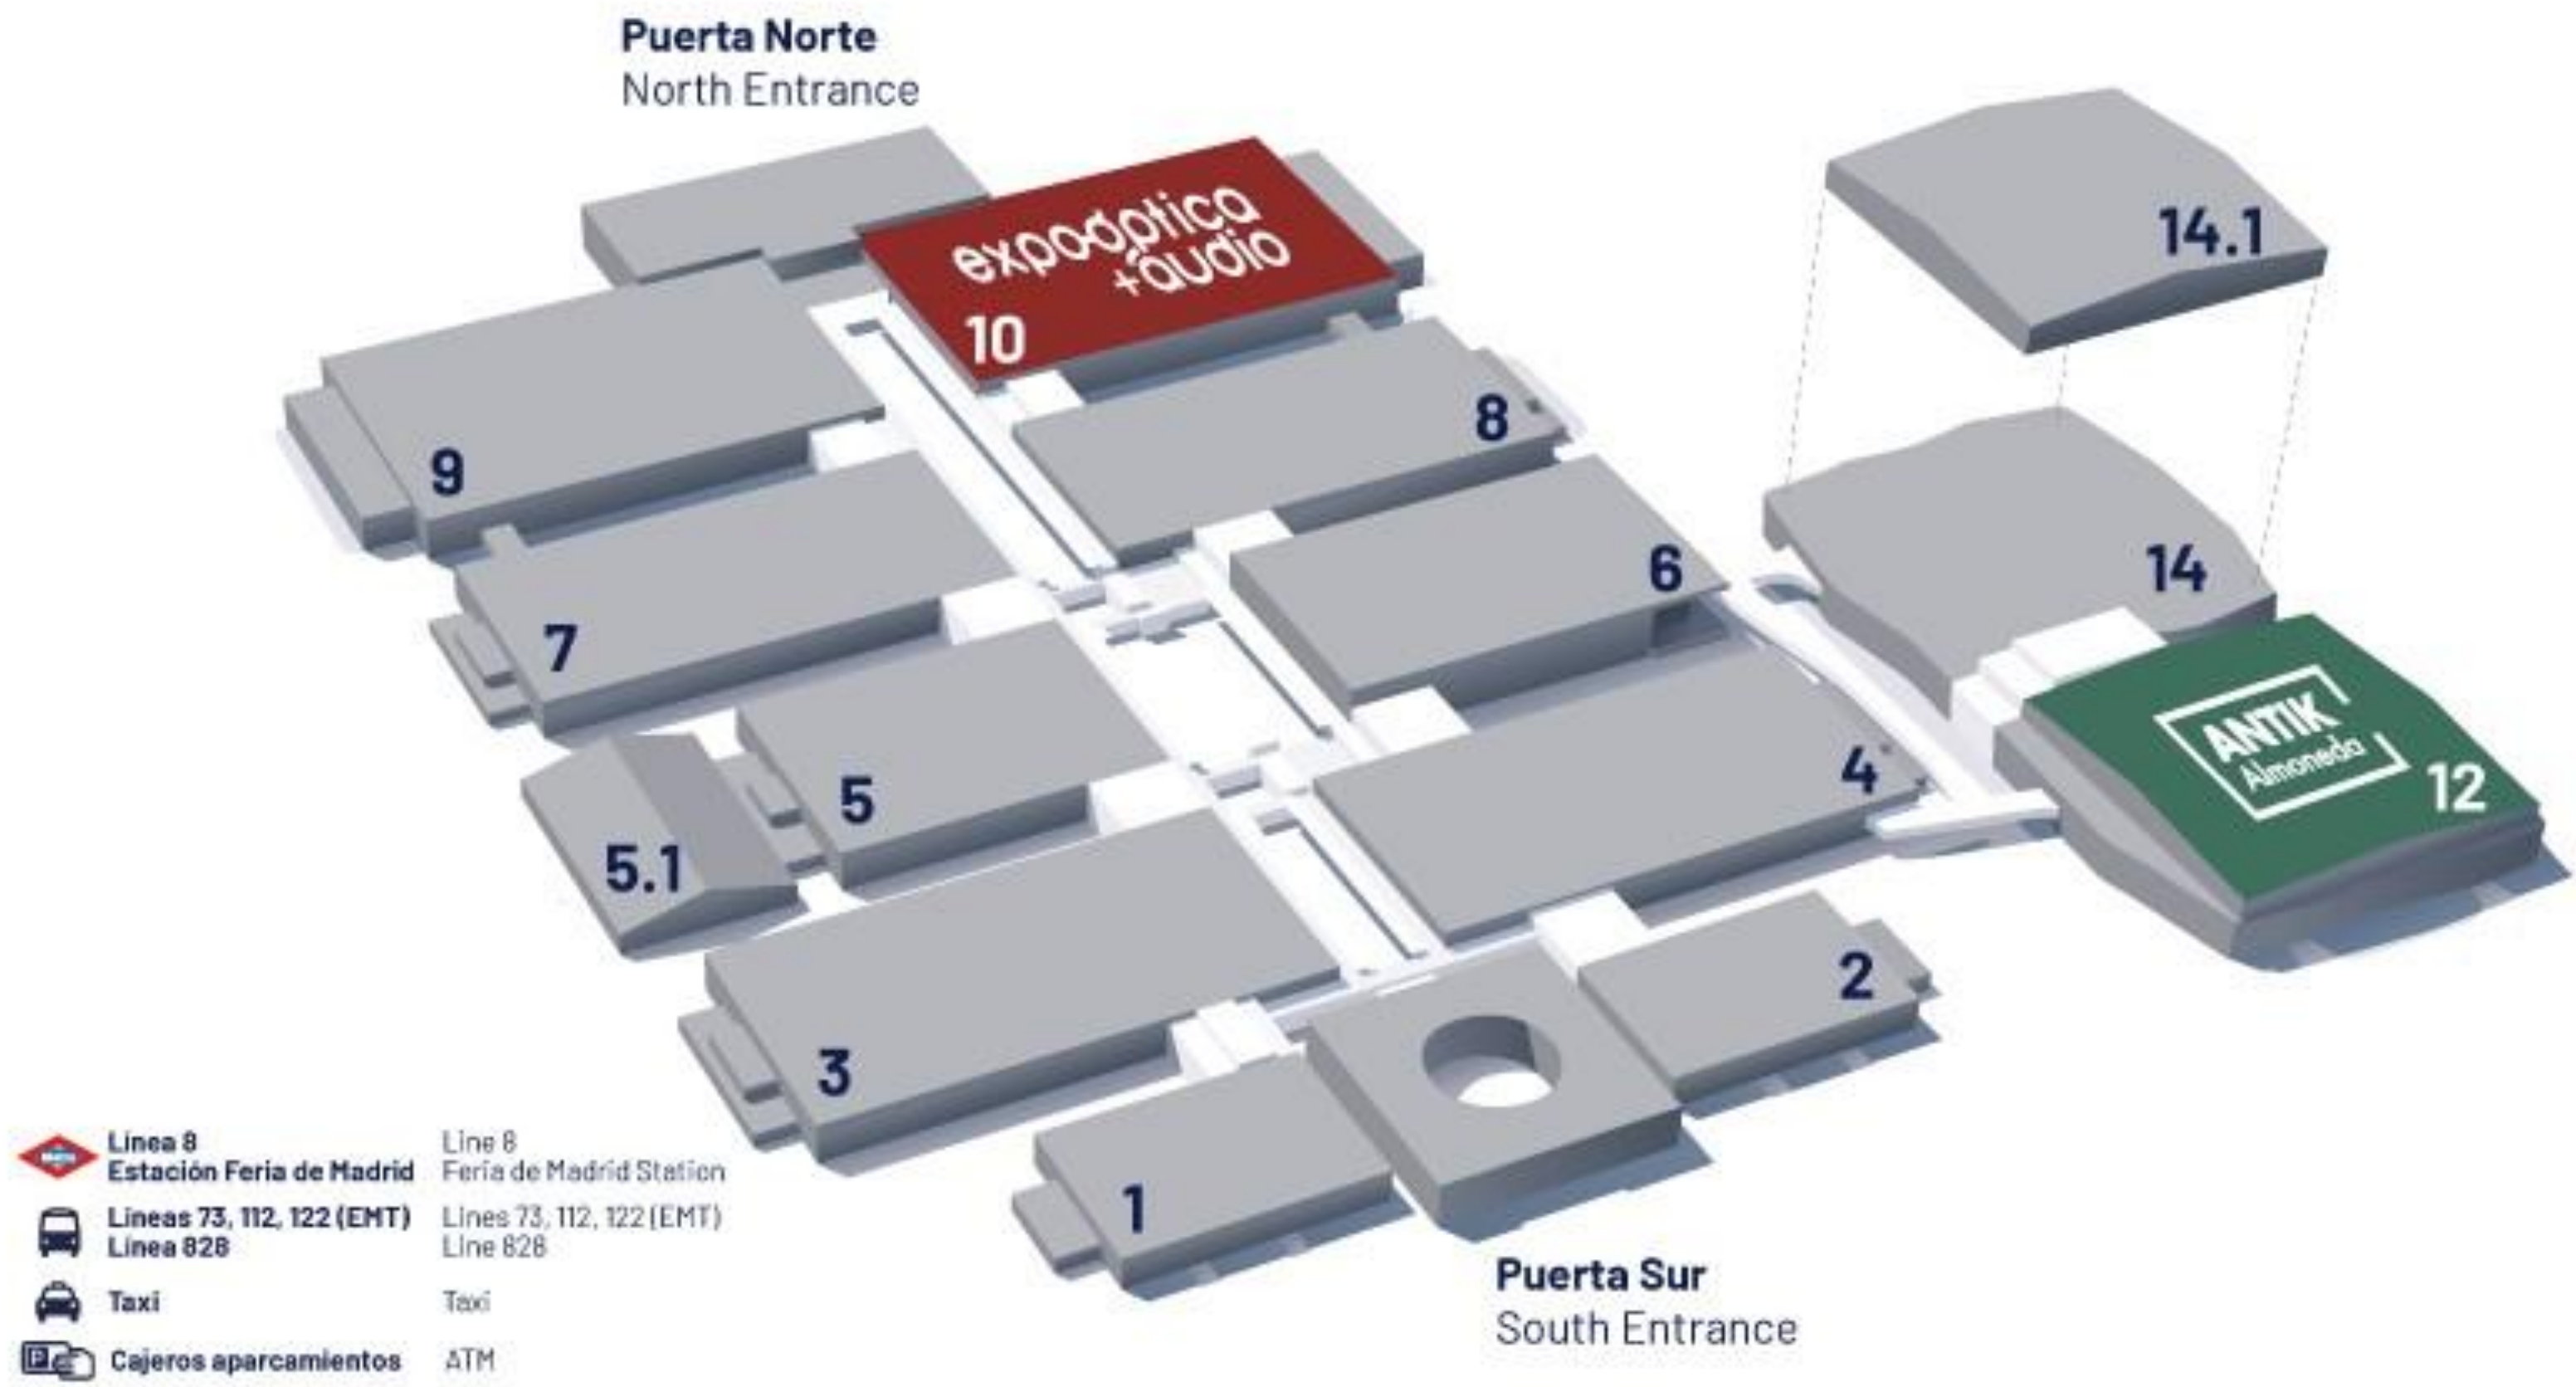 Puerta Norte
North Entrance
expoóptica
+audio
10
14.1
8
9
6
14
7
ANTIK
Almoneda
12
4
5
5.1
2
3
1
Línea 8 Line 8
Estación Feria de Madrid Feria de Madrid Station
Líneas 73, 112, 122 (EMT) Lines 73, 112, 122 (EMT)
Línea 828 Line 828
Taxi Taxi
P
Cajeros aparcamientos ATM
Puerta Sur
South Entrance